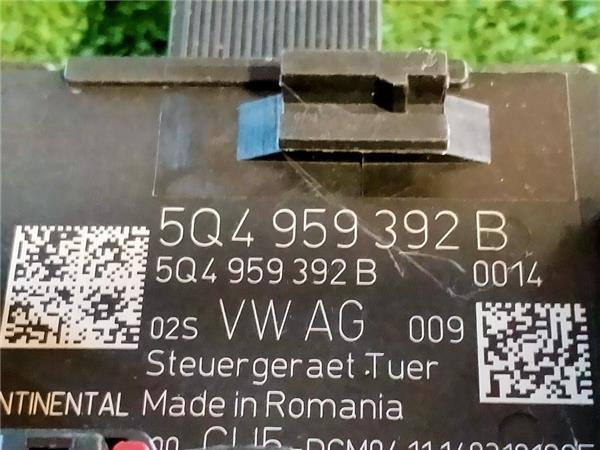 5Q4 959 392 B
5Q4 959 392 B 0014
02S VW AG 009
Steuergeraet Tuer
NTINENTAL Made in Romania